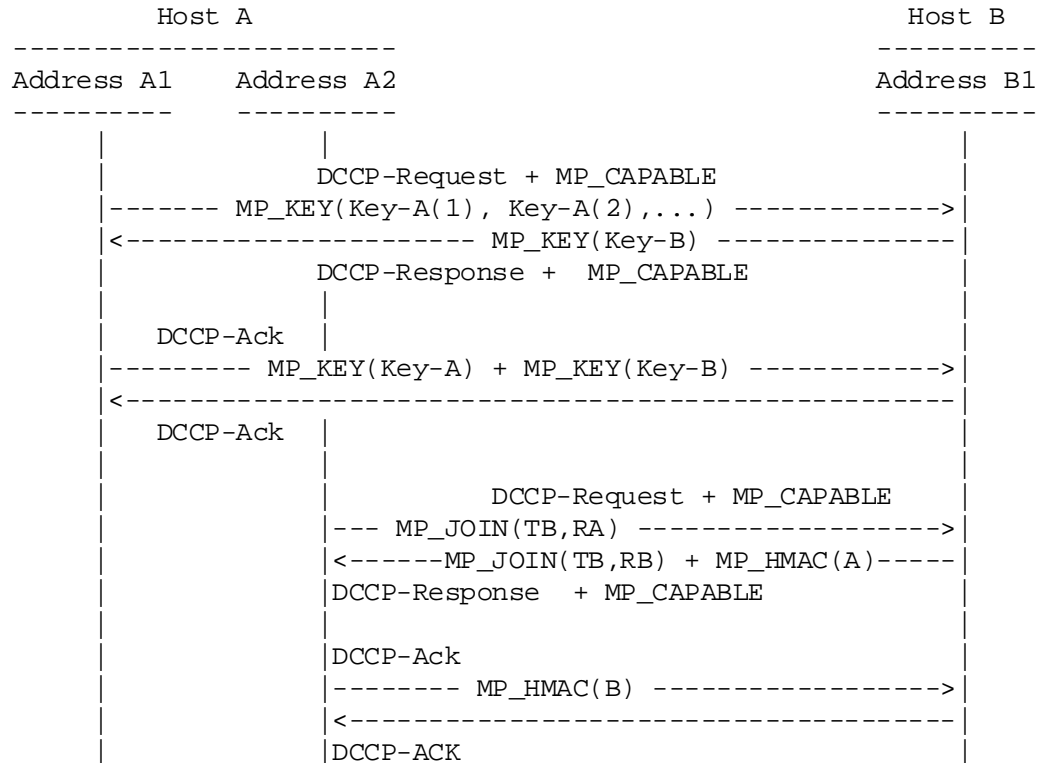 Host A                                  Host B
------------------------                              ----------
Address A1    Address A2                              Address B1
----------    ----------                              ----------
     |             |                                       |
     |             DCCP-Request + MP_CAPABLE               |
     |------- MP_KEY(Key-A(1), Key-A(2),...) ------------->|
     |<---------------------- MP_KEY(Key-B) ---------------|
     |             DCCP-Response +  MP_CAPABLE             |
     |             |                                       |
     |   DCCP-Ack  |                                       |
     |--------- MP_KEY(Key-A) + MP_KEY(Key-B) ------------>|
     |<----------------------------------------------------|
     |   DCCP-Ack  |                                       |
     |             |                                       |
     |             |          DCCP-Request + MP_CAPABLE    |
     |             |--- MP_JOIN(TB,RA) ------------------->|
     |             |<------MP_JOIN(TB,RB) + MP_HMAC(A)-----|
     |             |DCCP-Response  + MP_CAPABLE            |
     |             |                                       |
     |             |DCCP-Ack                               |
     |             |-------- MP_HMAC(B) ------------------>|
     |             |<--------------------------------------|
     |             |DCCP-ACK                               |